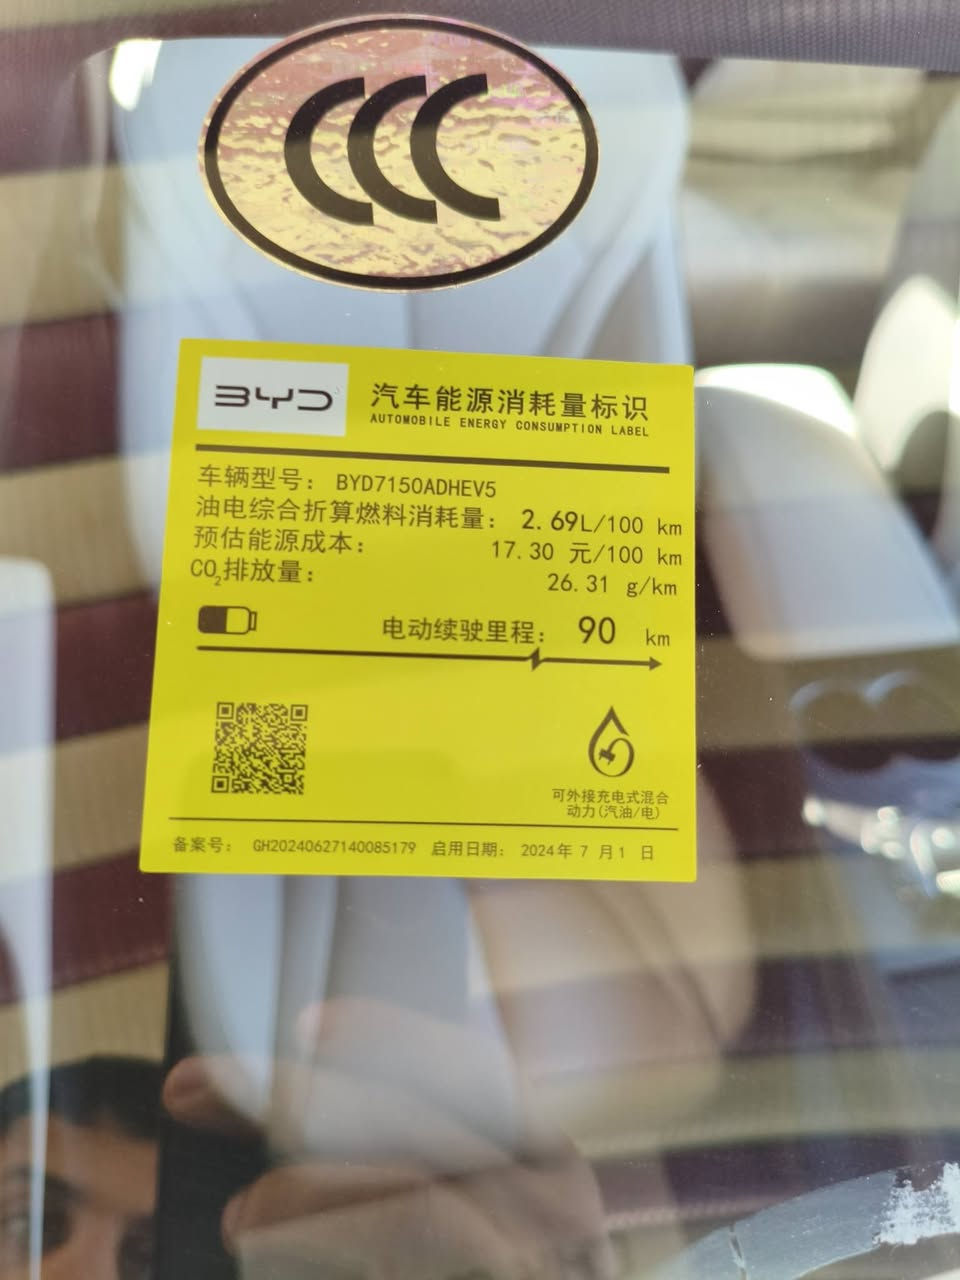 CCC
BYD
汽车能源消耗量标识
AUTOMOBILE ENERGY CONSUMPTION LABEL
车辆型号： BYD7150ADHEV5
油电综合折算燃料消耗量： 2.69L/100 km
预估能源成本： 17.30 元/100 km
CO₂排放量： 26.31 g/km
电动续驶里程： 90 km
可外接充电式混合
动力(汽油/电)
备案号： GH20240627140085179 启用日期： 2024年 7 月 1 日